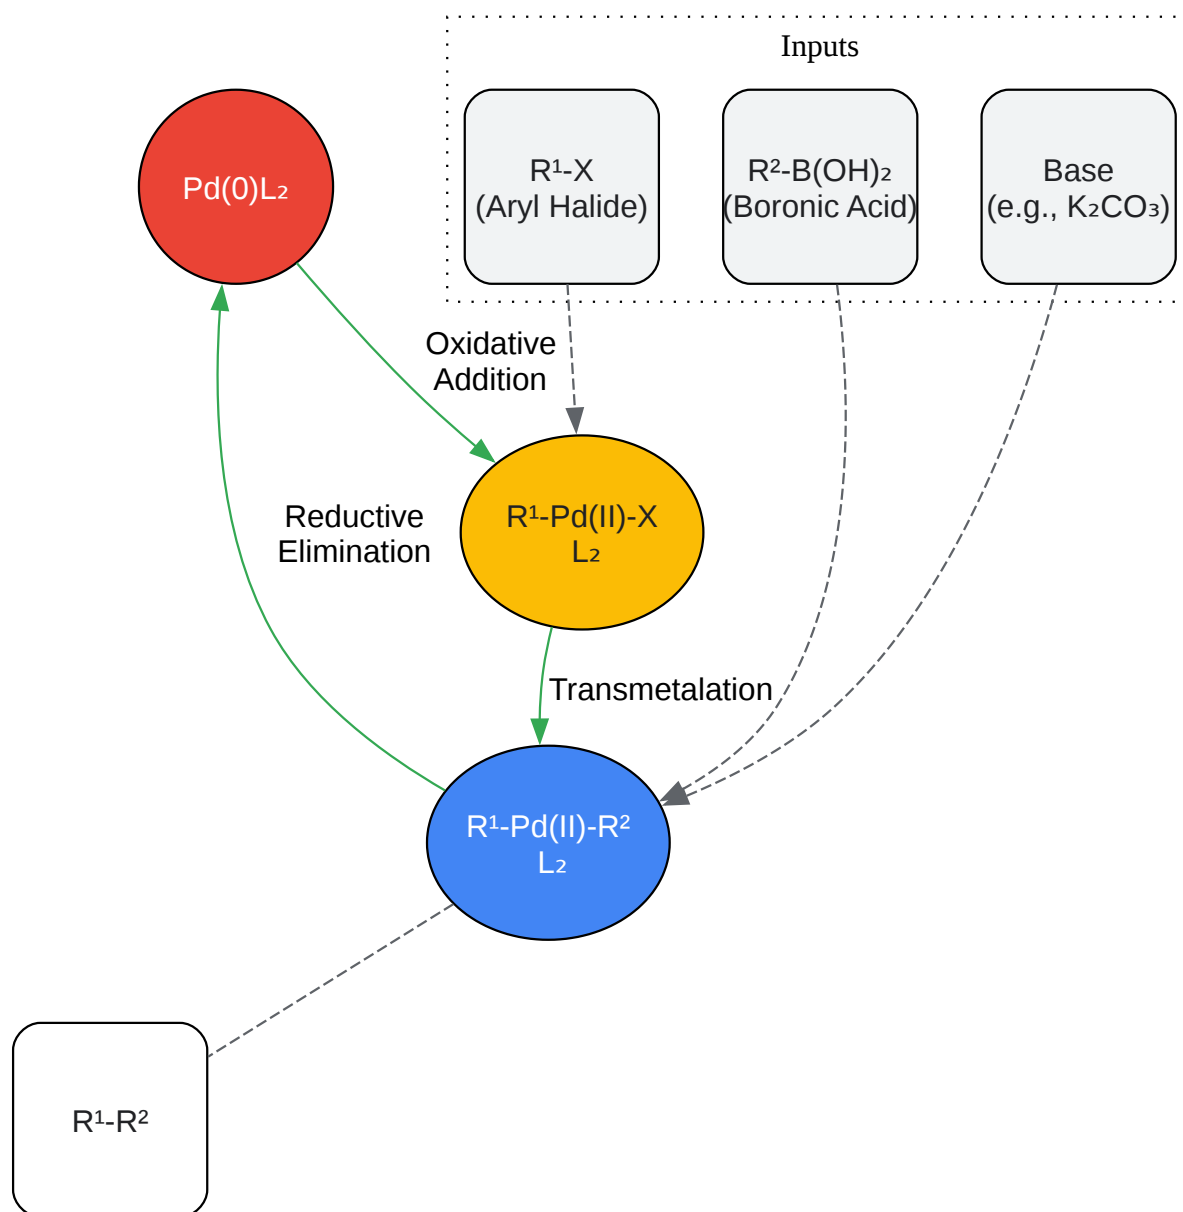 Inputs
Pd(0)L₂
R¹-X
(Aryl Halide)
R²-B(OH)₂
(Boronic Acid)
Base
(e.g., K₂CO₃)
Oxidative
Addition
Reductive
Elimination
R¹-Pd(II)-X
L₂
Transmetalation
R¹-Pd(II)-R²
L₂
R¹-R²